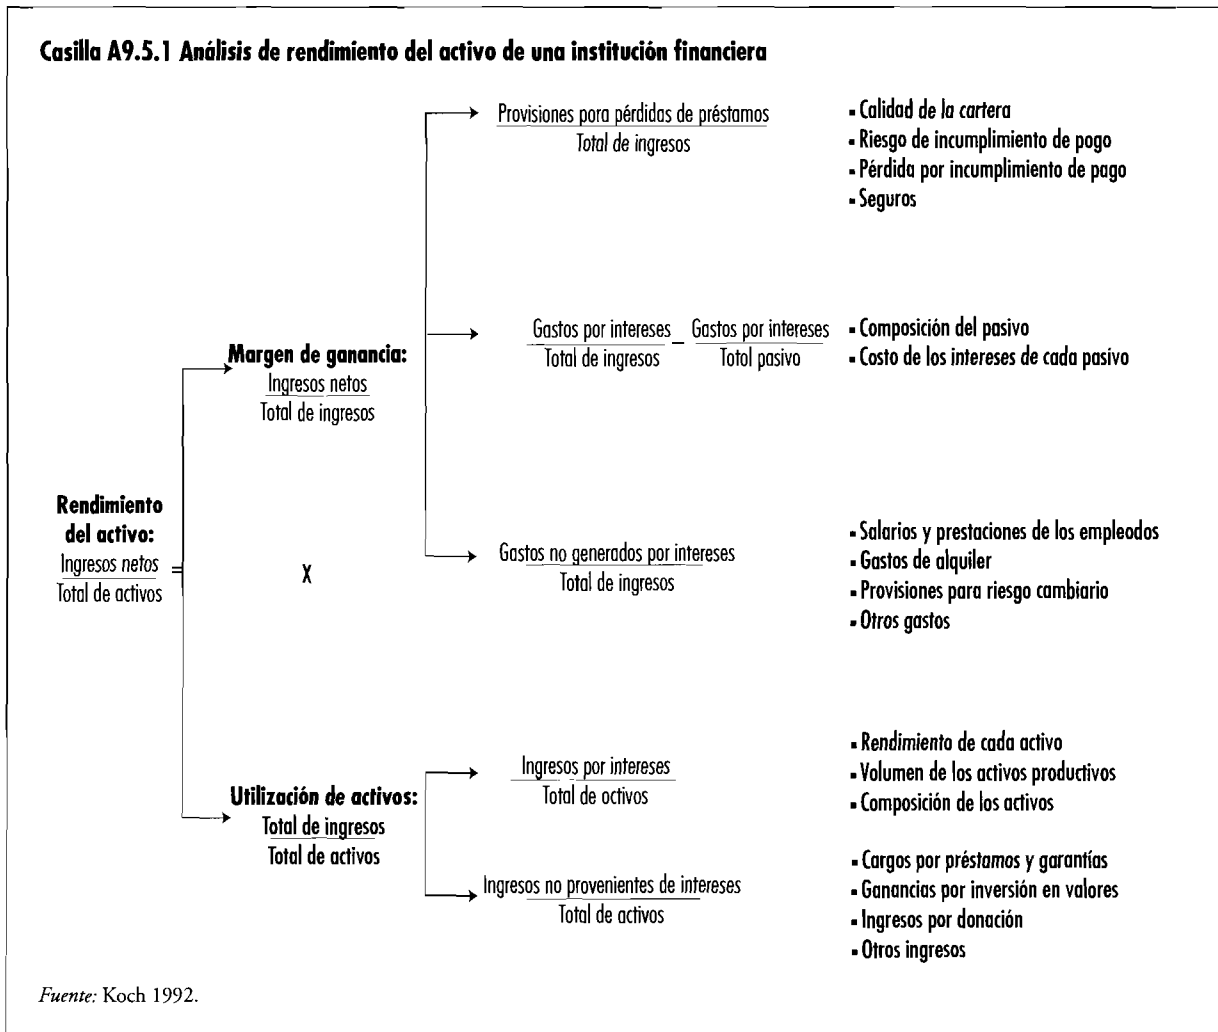 Casilla A9.5.1 Análisis de rendimiento del activo de una institución financiera
Provisiones pora pérdidas de préstamos
Total de ingresos
▪ Calidad de la cartera
▪ Riesgo de incumplimiento de pogo
▪ Pérdida por incumplimiento de pago
▪ Seguros
Gastos por intereses – Gastos por intereses
Total de ingresos Totol pasivo
▪ Composición del pasivo
▪ Costo de los intereses de cada pasivo
Margen de ganancia:
Ingresos netos
Total de ingresos
Rendimiento
del activo:
Ingresos netos =
Total de activos
X
Gastos no generados por intereses
Total de ingresos
▪ Salarios y prestaciones de los empleodos
▪ Gastos de alquiler
▪ Provisiones para riesgo cambiario
▪ Otros gastos
Utilización de activos:
Total de ingresos
Total de activos
Ingresos por intereses
Total de octivos
▪ Rendimiento de cada activo
▪ Volumen de los activos productivos
▪ Composición de los activos
Ingresos no provenientes de intereses
Total de activos
▪ Cargos por préstamos y garantías
▪ Ganancias por inversión en valores
▪ Ingresos por donación
▪ Otros ingresos
Fuente: Koch 1992.